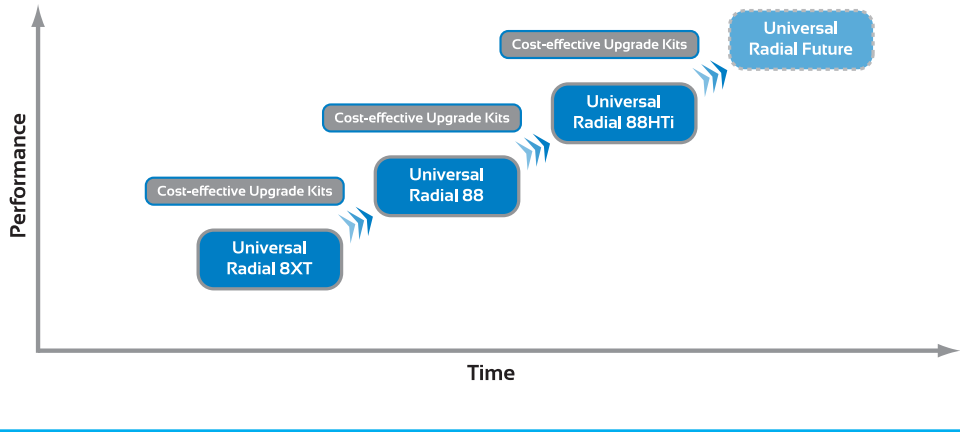 Cost-effective Upgrade Kits
Universal
Radial Future
Cost-effective Upgrade Kits
Universal
Radial 88HTi
Cost-effective Upgrade Kits
Universal
Radial 88
Universal
Radial 8XT
Performance
Time